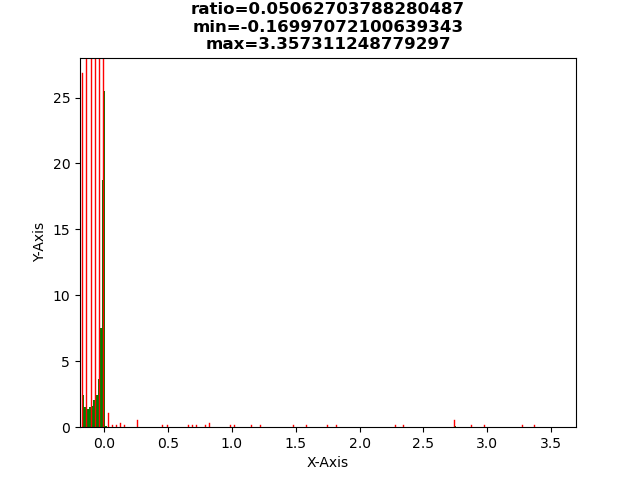 ratio=0.05062703788280487
min=-0.16997072100639343
max=3.357311248779297
25
20
15
10
5
0
Y-Axis
0.0 0.5 1.0 1.5 2.0 2.5 3.0 3.5
X-Axis